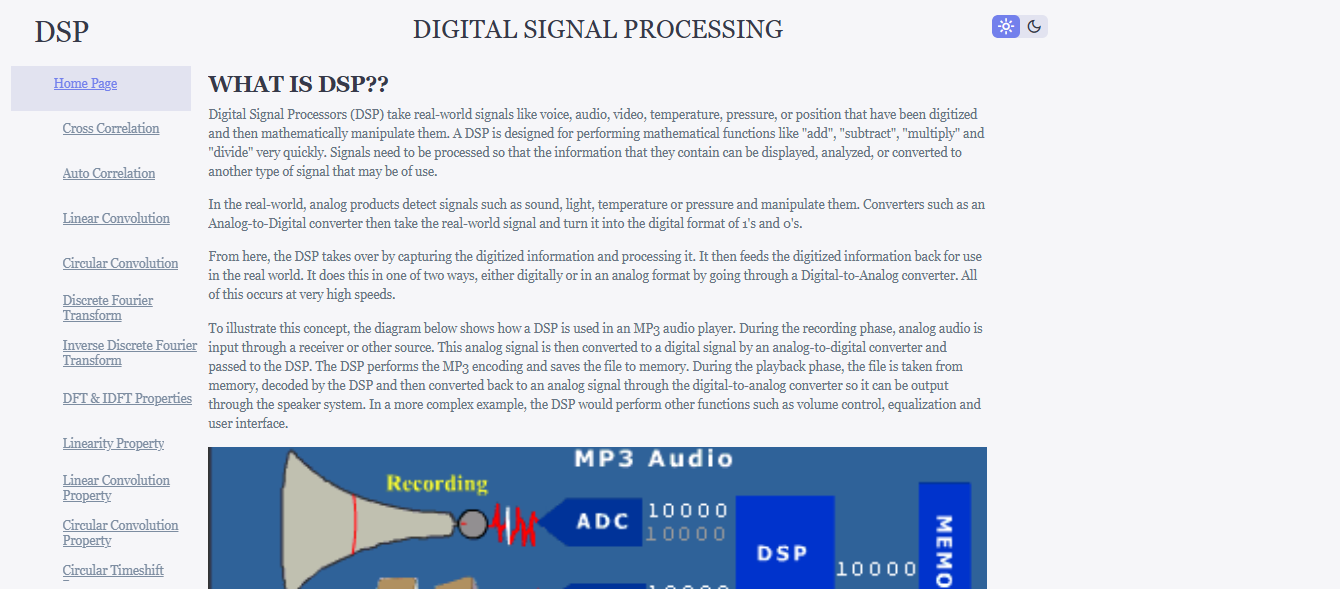 DSP
DIGITAL SIGNAL PROCESSING
Home Page
Cross Correlation
Auto Correlation
Linear Convolution
Circular Convolution
Discrete Fourier
Transform
Inverse Discrete Fourier
Transform
DFT & IDFT Properties
Linearity Property
Linear Convolution
Property
Circular Convolution
Property
Circular Timeshift
WHAT IS DSP??
Digital Signal Processors (DSP) take real-world signals like voice, audio, video, temperature, pressure, or position that have been digitized
and then mathematically manipulate them. A DSP is designed for performing mathematical functions like "add", "subtract", "multiply" and
"divide" very quickly. Signals need to be processed so that the information that they contain can be displayed, analyzed, or converted to
another type of signal that may be of use.
In the real-world, analog products detect signals such as sound, light, temperature or pressure and manipulate them. Converters such as an
Analog-to-Digital converter then take the real-world signal and turn it into the digital format of 1's and 0's.
From here, the DSP takes over by capturing the digitized information and processing it. It then feeds the digitized information back for use
in the real world. It does this in one of two ways, either digitally or in an analog format by going through a Digital-to-Analog converter. All
of this occurs at very high speeds.
To illustrate this concept, the diagram below shows how a DSP is used in an MP3 audio player. During the recording phase, analog audio is
input through a receiver or other source. This analog signal is then converted to a digital signal by an analog-to-digital converter and
passed to the DSP. The DSP performs the MP3 encoding and saves the file to memory. During the playback phase, the file is taken from
memory, decoded by the DSP and then converted back to an analog signal through the digital-to-analog converter so it can be output
through the speaker system. In a more complex example, the DSP would perform other functions such as volume control, equalization and
user interface.
MP3 Audio
Recording
ADC
10000
10000
DSP
10000
MEMO